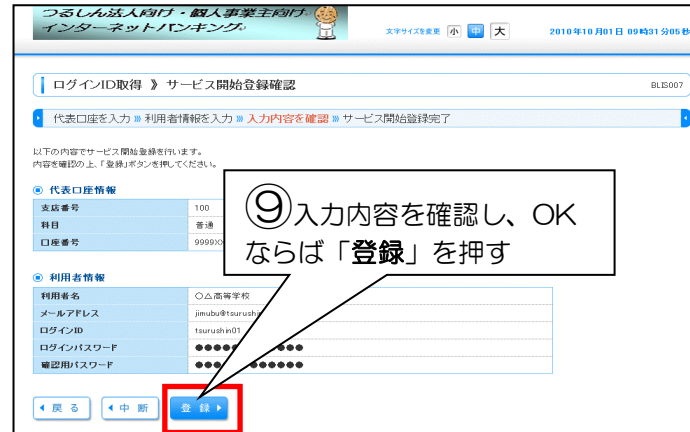 つるしん法人向け・個人事業主向け
インターネットバンキング
文字サイズを変更 小 中 大
2010年10月01日 09時31分05秒
ログインID取得 》 サービス開始登録確認
BLIS007
代表口座を入力 » 利用者情報を入力 » 入力内容を確認 » サービス開始登録完了
以下の内容でサービス開始登録を行います。
内容を確認の上、「登録」ボタンを押してください。
代表口座情報
支店番号 100
科目 普通
口座番号
⑨入力内容を確認し、OK
ならば「登録」を押す
利用者情報
利用者名 〇△高等学校
メールアドレス
ログインID tsurushin01
ログインパスワード
確認用パスワード
戻る 中断 登録